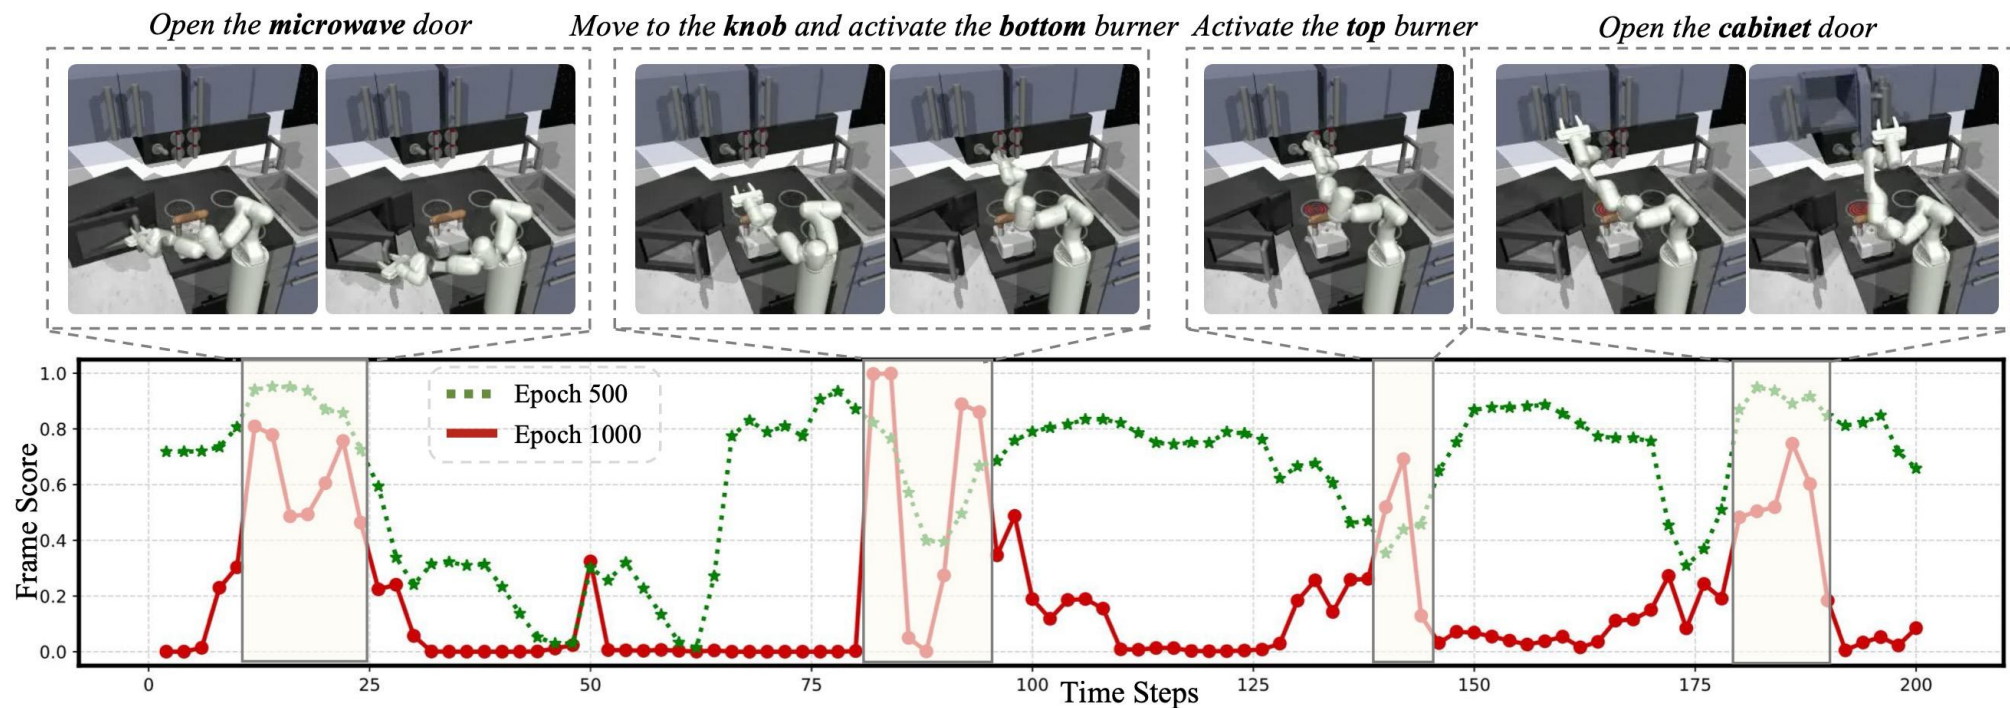 Open the microwave door
Move to the knob and activate the bottom burner
Activate the top burner
Open the cabinet door
Frame Score
1.0
0.8
0.6
0.4
0.2
0.0
Epoch 500
Epoch 1000
0
25
50
75
100
125
150
175
200
Time Steps